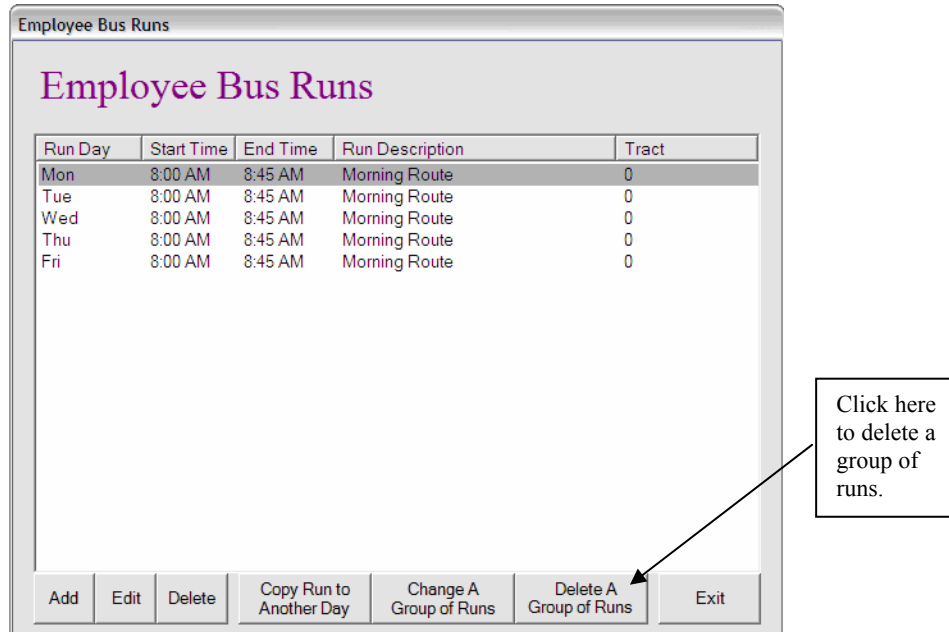 Employee Bus Runs
Employee Bus Runs
Run Day Start Time End Time Run Description Tract
Mon 8:00 AM 8:45 AM Morning Route 0
Tue 8:00 AM 8:45 AM Morning Route 0
Wed 8:00 AM 8:45 AM Morning Route 0
Thu 8:00 AM 8:45 AM Morning Route 0
Fri 8:00 AM 8:45 AM Morning Route 0
Click here
to delete a
group of
runs.
Add Edit Delete Copy Run to Another Day Change A Group of Runs Delete A Group of Runs Exit